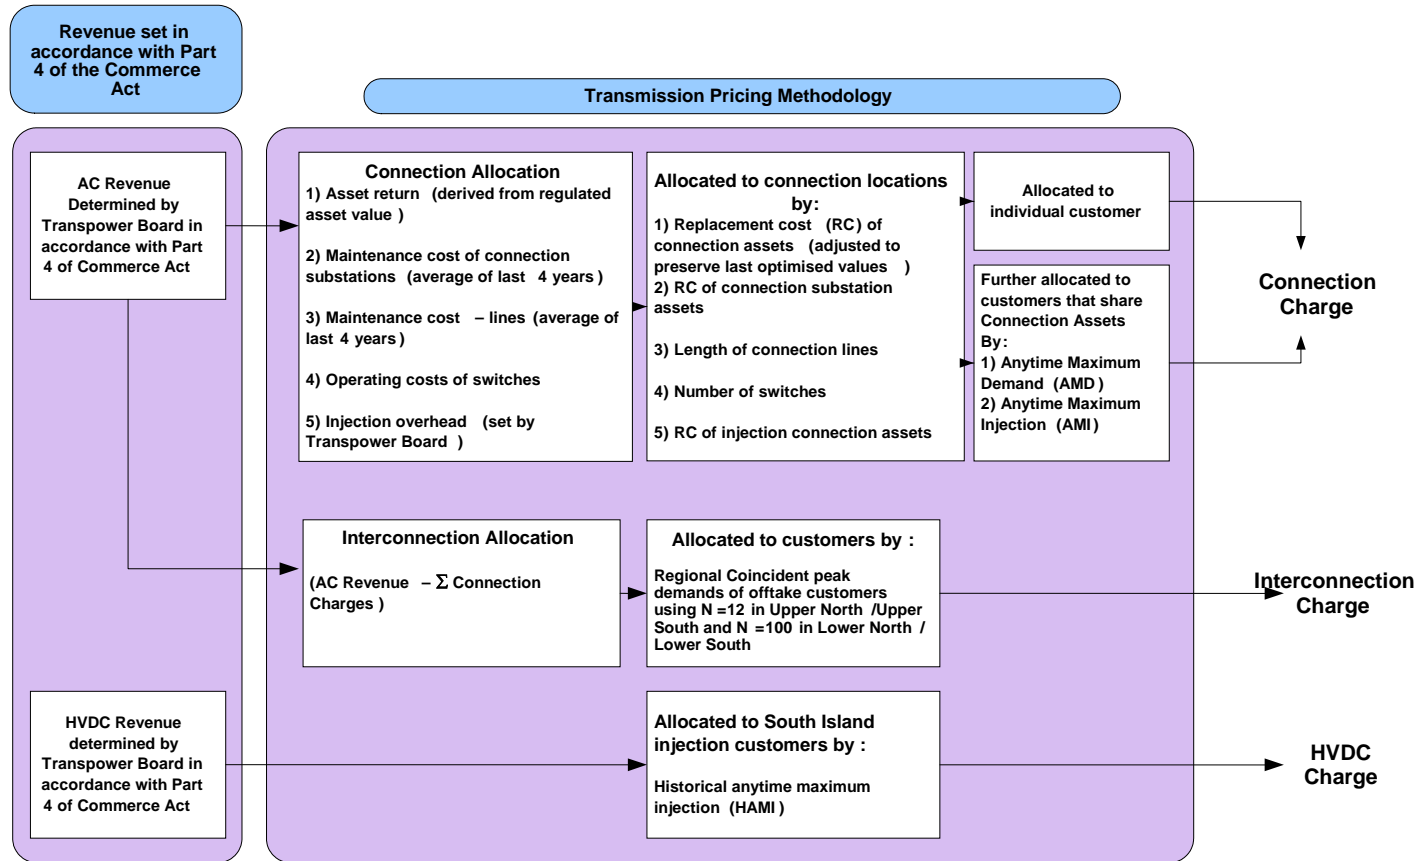 Revenue set in
accordance with Part
4 of the Commerce
Act
Transmission Pricing Methodology
AC Revenue
Determined by
Transpower Board in
accordance with Part
4 of Commerce Act
Connection Allocation
1) Asset return (derived from regulated
asset value )
2) Maintenance cost of connection
substations (average of last 4 years)
3) Maintenance cost – lines (average of
last 4 years)
4) Operating costs of switches
5) Injection overhead (set by
Transpower Board )
Allocated to connection locations
by:
1) Replacement cost (RC) of
connection assets (adjusted to
preserve last optimised values )
2) RC of connection substation
assets
3) Length of connection lines
4) Number of switches
5) RC of injection connection assets
Allocated to
individual customer
Further allocated to
customers that share
Connection Assets
By:
1) Anytime Maximum
Demand (AMD)
2) Anytime Maximum
Injection (AMI)
Connection
Charge
Interconnection Allocation
(AC Revenue – Σ Connection
Charges )
Allocated to customers by :
Regional Coincident peak
demands of offtake customers
using N =12 in Upper North /Upper
South and N =100 in Lower North /
Lower South
Interconnection
Charge
HVDC Revenue
determined by
Transpower Board in
accordance with Part
4 of Commerce Act
Allocated to South Island
injection customers by :
Historical anytime maximum
injection (HAMI )
HVDC
Charge